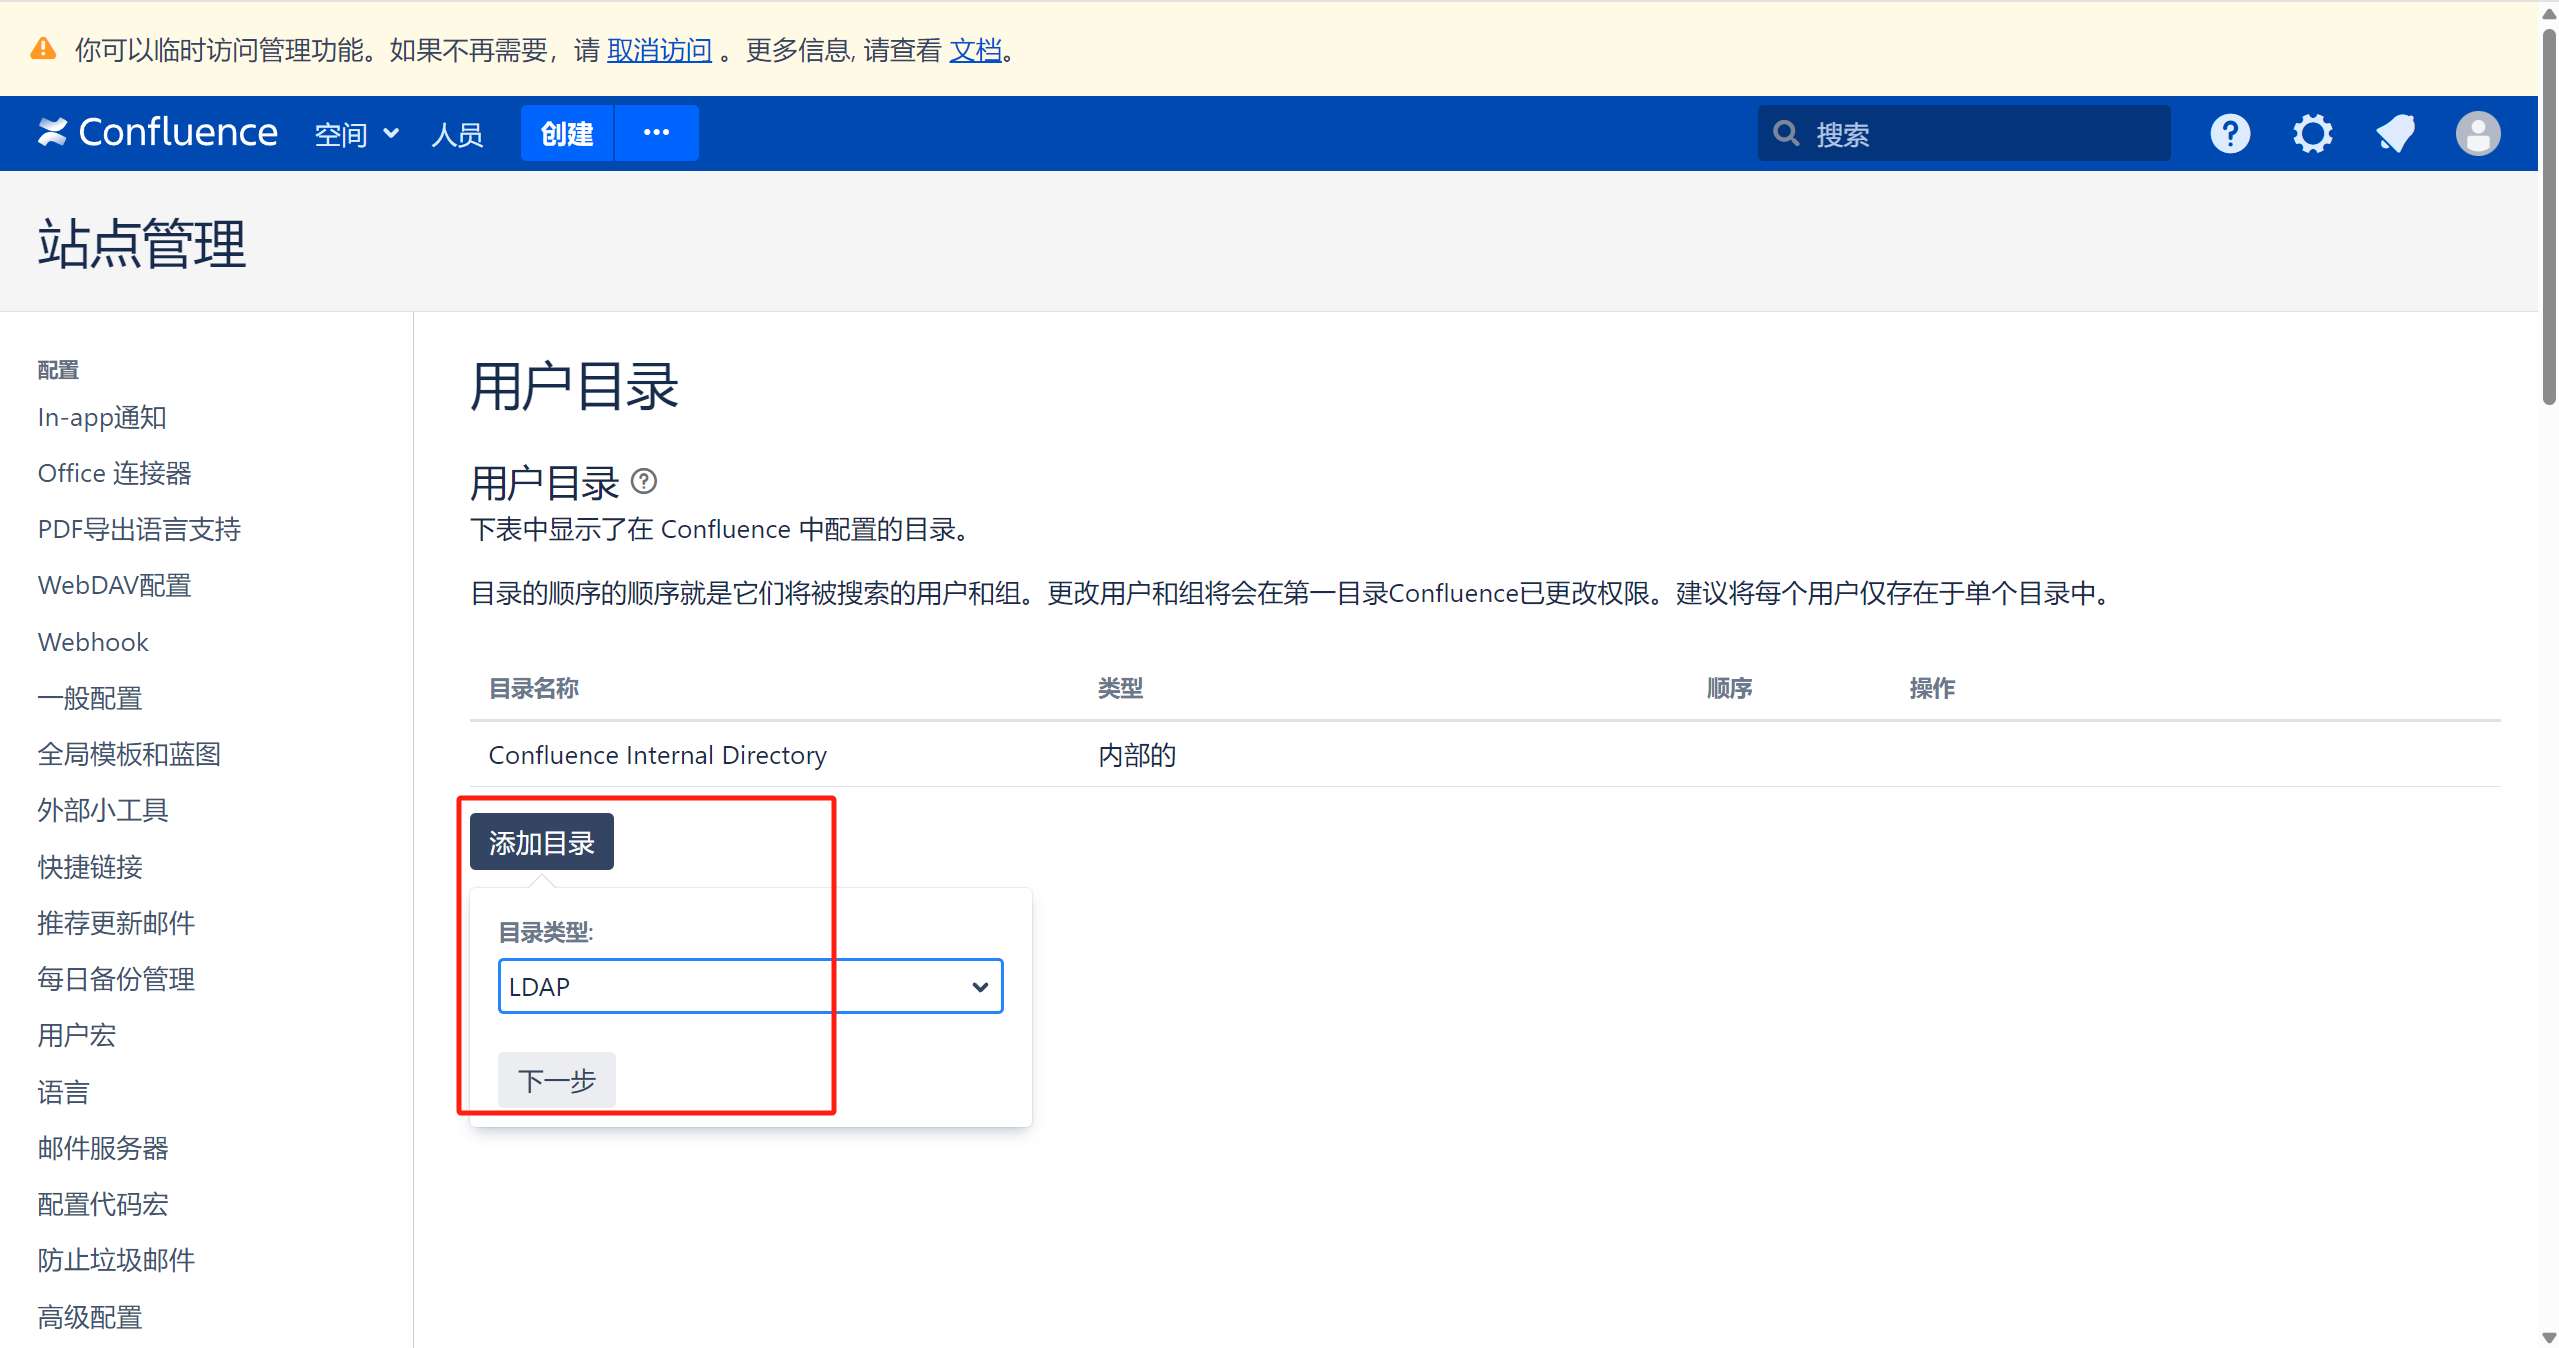 你可以临时访问管理功能。如果不再需要，请 取消访问 。更多信息, 请查看 文档。
Confluence 空间 人员 创建 ··· 搜索
站点管理
配置
In-app通知
Office 连接器
PDF导出语言支持
WebDAV配置
Webhook
一般配置
全局模板和蓝图
外部小工具
快捷链接
推荐更新邮件
每日备份管理
用户宏
语言
邮件服务器
配置代码宏
防止垃圾邮件
高级配置
用户目录
用户目录
下表中显示了在 Confluence 中配置的目录。
目录的顺序的顺序就是它们将被搜索的用户和组。更改用户和组将会在第一目录Confluence已更改权限。建议将每个用户仅存在于单个目录中。
目录名称 类型 顺序 操作
Confluence Internal Directory 内部的
添加目录
目录类型:
LDAP
下一步